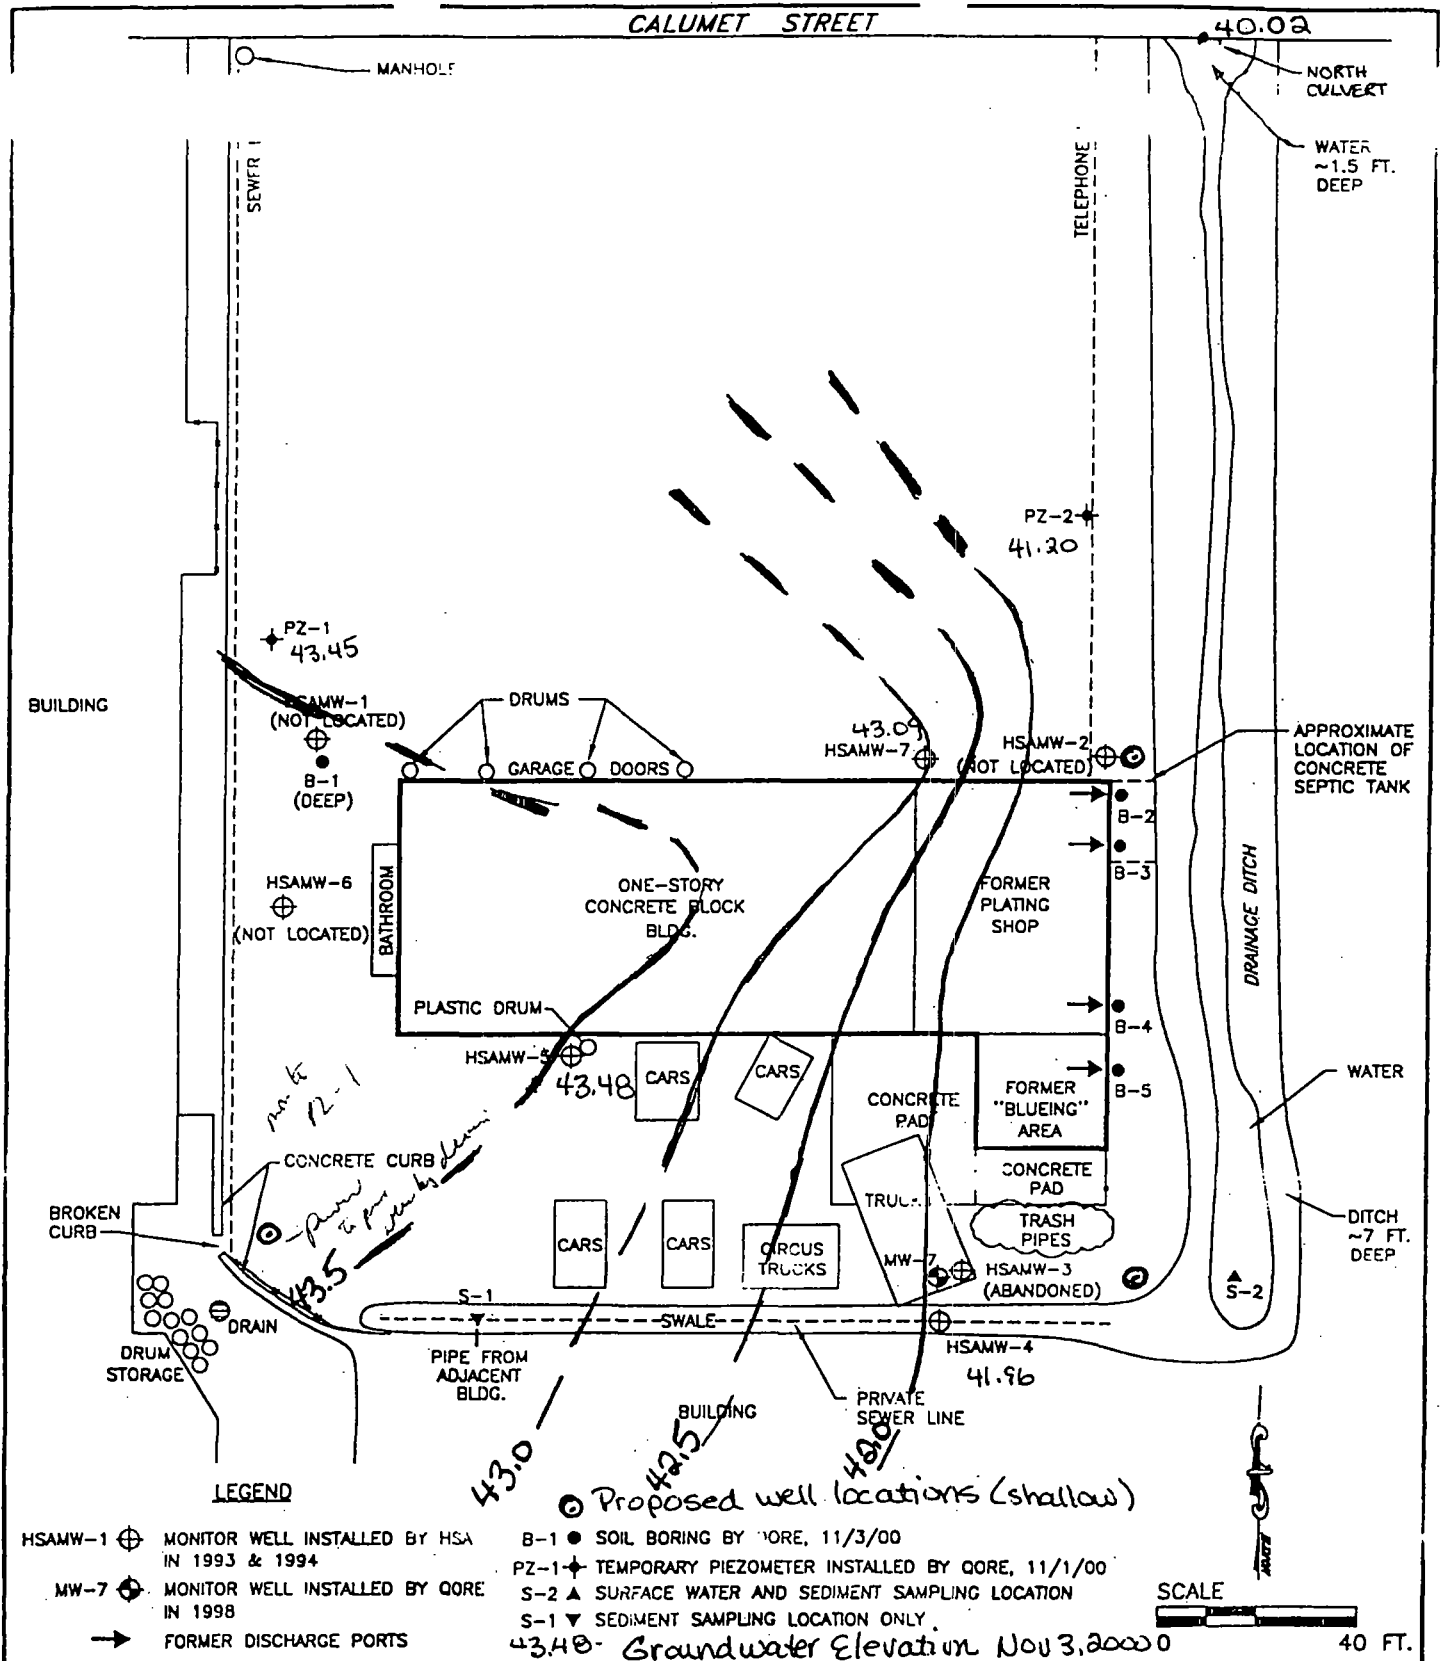 CALUMET STREET
40.02
MANHOLE
NORTH
CULVERT
WATER
~1.5 FT.
DEEP
SEWER
TELEPHONE
PZ-2
41.20
PZ-1
43.45
HSAMW-1
(NOT LOCATED)
BUILDING
DRUMS
43.09
HSAMW-7
HSAMW-2
(NOT LOCATED)
APPROXIMATE
LOCATION OF
CONCRETE
SEPTIC TANK
B-1
(DEEP)
GARAGE DOORS
B-2
B-3
HSAMW-6
(NOT LOCATED)
BATHROOM
ONE-STORY
CONCRETE BLOCK
BLDG.
FORMER
PLATING
SHOP
DRAINAGE DITCH
PLASTIC DRUM
B-4
HSAMW-5
43.48
CARS
CARS
CONCRETE
PAD
FORMER
"BLUEING"
AREA
B-5
WATER
PZ-1
CONCRETE CURB
CONCRETE
PAD
BROKEN
CURB
TRUCK
TRASH
PIPES
DITCH
~7 FT.
DEEP
CARS
CARS
CIRCUS
TRUCKS
MW-7
HSAMW-3
(ABANDONED)
S-2
43.5
S-1
DRAIN
SWALE
HSAMW-4
41.96
DRUM
STORAGE
PIPE FROM
ADJACENT
BLDG.
BUILDING
PRIVATE
SEWER LINE
43.0
42.5
42.0
NORTH
LEGEND
Proposed well locations (shallow)
HSAMW-1 MONITOR WELL INSTALLED BY HSA
IN 1993 & 1994
B-1 SOIL BORING BY QORE, 11/3/00
PZ-1 TEMPORARY PIEZOMETER INSTALLED BY QORE, 11/1/00
MW-7 MONITOR WELL INSTALLED BY QORE
IN 1998
S-2 SURFACE WATER AND SEDIMENT SAMPLING LOCATION
S-1 SEDIMENT SAMPLING LOCATION ONLY
FORMER DISCHARGE PORTS
43.48- Groundwater Elevation Nov 3, 2000
SCALE
0 40 FT.